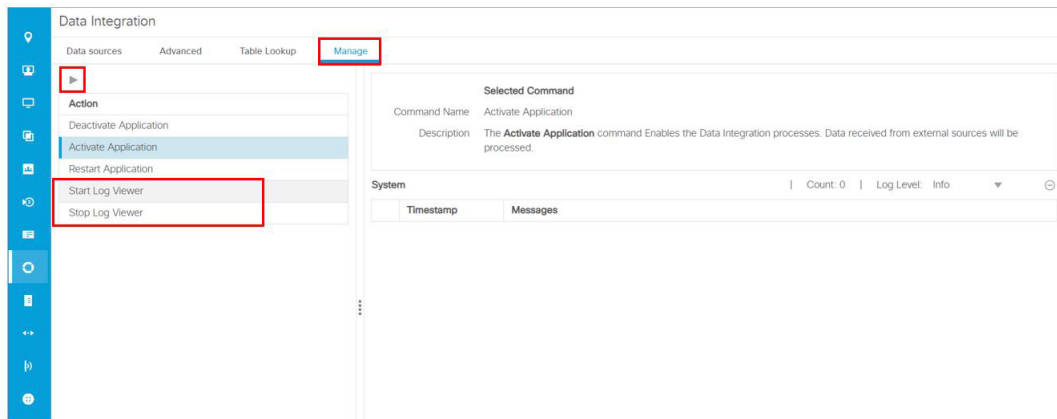 Data Integration
Data sources
Advanced
Table Lookup
Manage
Action
Deactivate Application
Activate Application
Restart Application
Start Log Viewer
Stop Log Viewer
Selected Command
Command Name Activate Application
Description The Activate Application command Enables the Data Integration processes. Data received from external sources will be
processed.
System | Count: 0 | Log Level: Info
Timestamp Messages